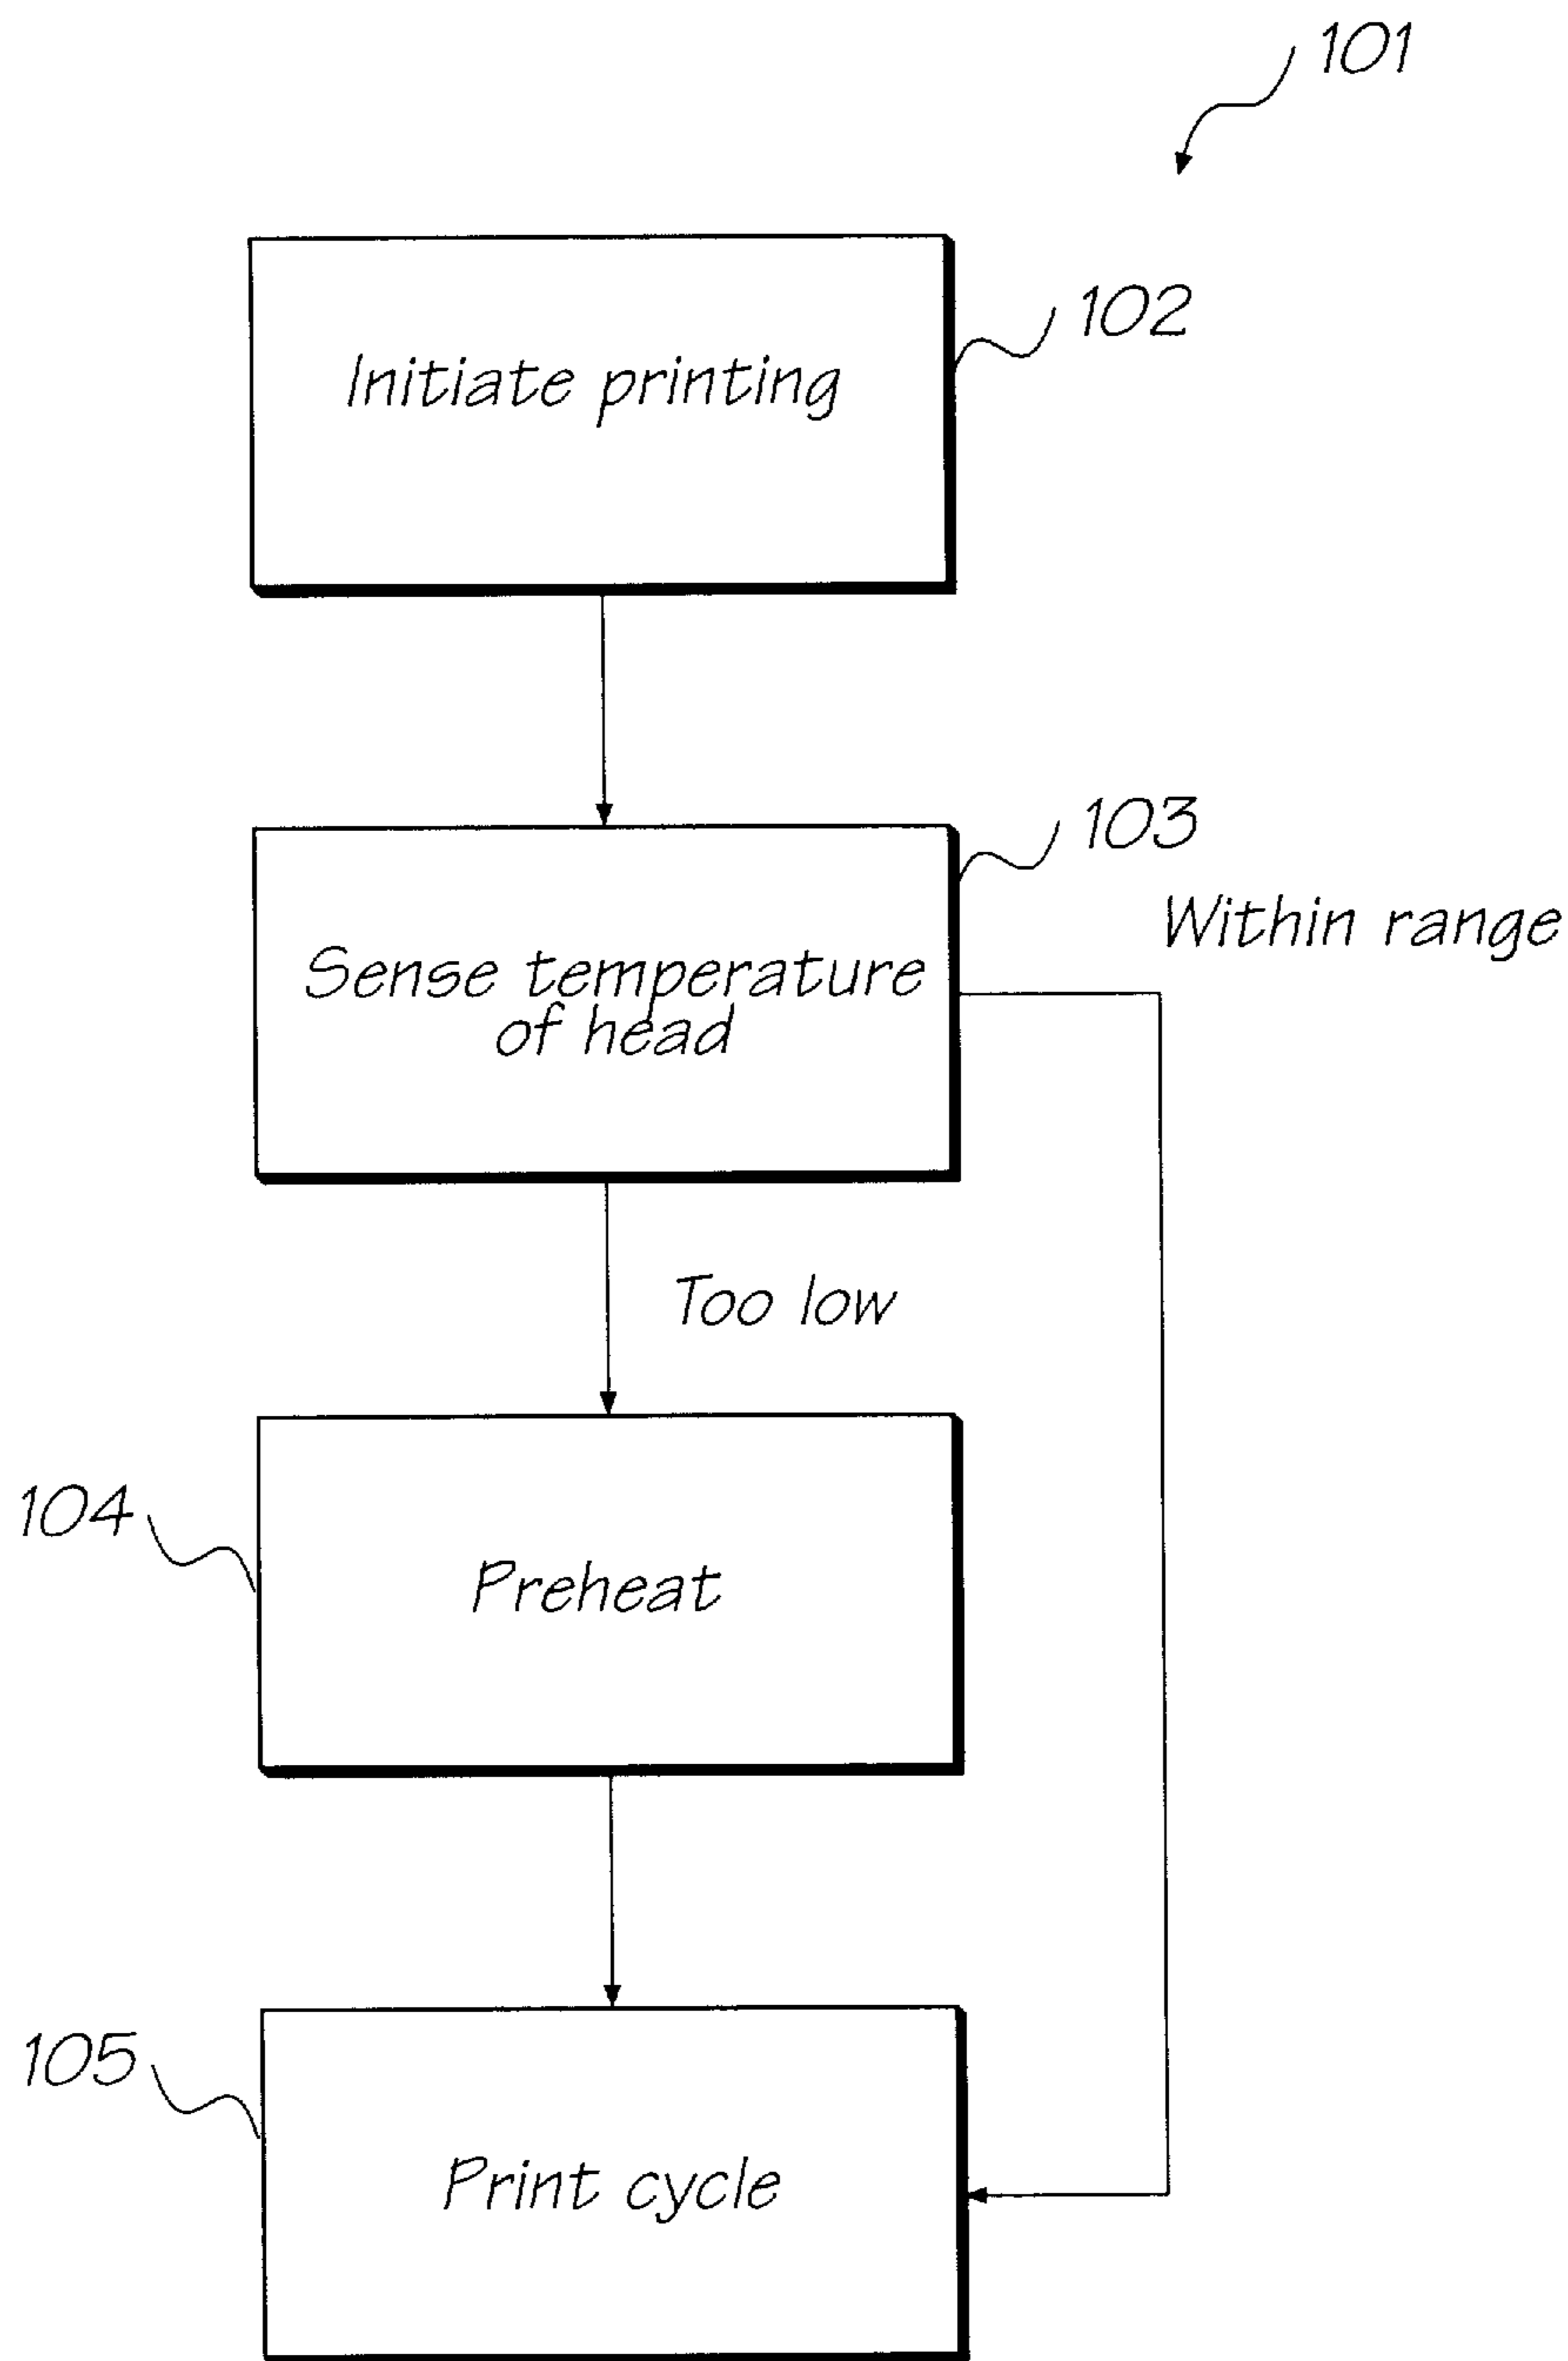 101
102
Initiate printing
103
Within range
Sense temperature
of head
Too low
104
Preheat
105
Print cycle